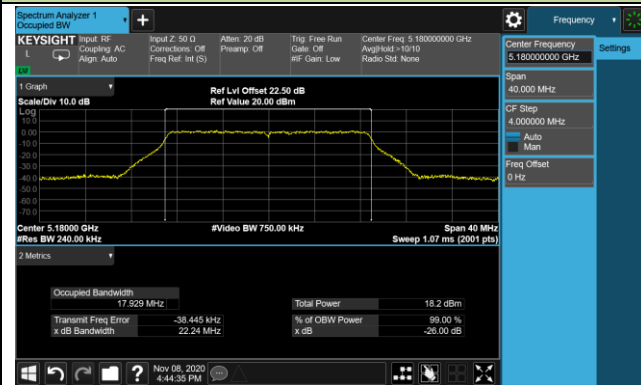 Spectrum Analyzer 1
Occupied BW
Frequency
KEYSIGHT
L
Input: RF
Coupling: AC
Align: Auto
Input Z: 50 Ω
Corrections: Off
Freq Ref: Int (S)
Atten: 20 dB
Preamp: Off
Trig: Free Run
Gate: Off
#IF Gain: Low
Center Freq: 5.180000000 GHz
Avg|Hold:>10/10
Radio Std: None
Center Frequency
5.180000000 GHz
Settings
Span
40.000 MHz
CF Step
4.000000 MHz
Auto
Man
Freq Offset
0 Hz
1 Graph
Scale/Div 10.0 dB
Ref Lvl Offset 22.50 dB
Ref Value 20.00 dBm
Log
10.0
0.00
-10.0
-20.0
-30.0
-40.0
-50.0
-60.0
-70.0
Center 5.18000 GHz
#Video BW 750.00 kHz
Span 40 MHz
#Res BW 240.00 kHz
Sweep 1.07 ms (2001 pts)
2 Metrics
Occupied Bandwidth
17.929 MHz
Total Power 18.2 dBm
Transmit Freq Error -38.445 kHz
% of OBW Power 99.00 %
x dB Bandwidth 22.24 MHz
x dB -26.00 dB
Nov 08, 2020
4:44:35 PM